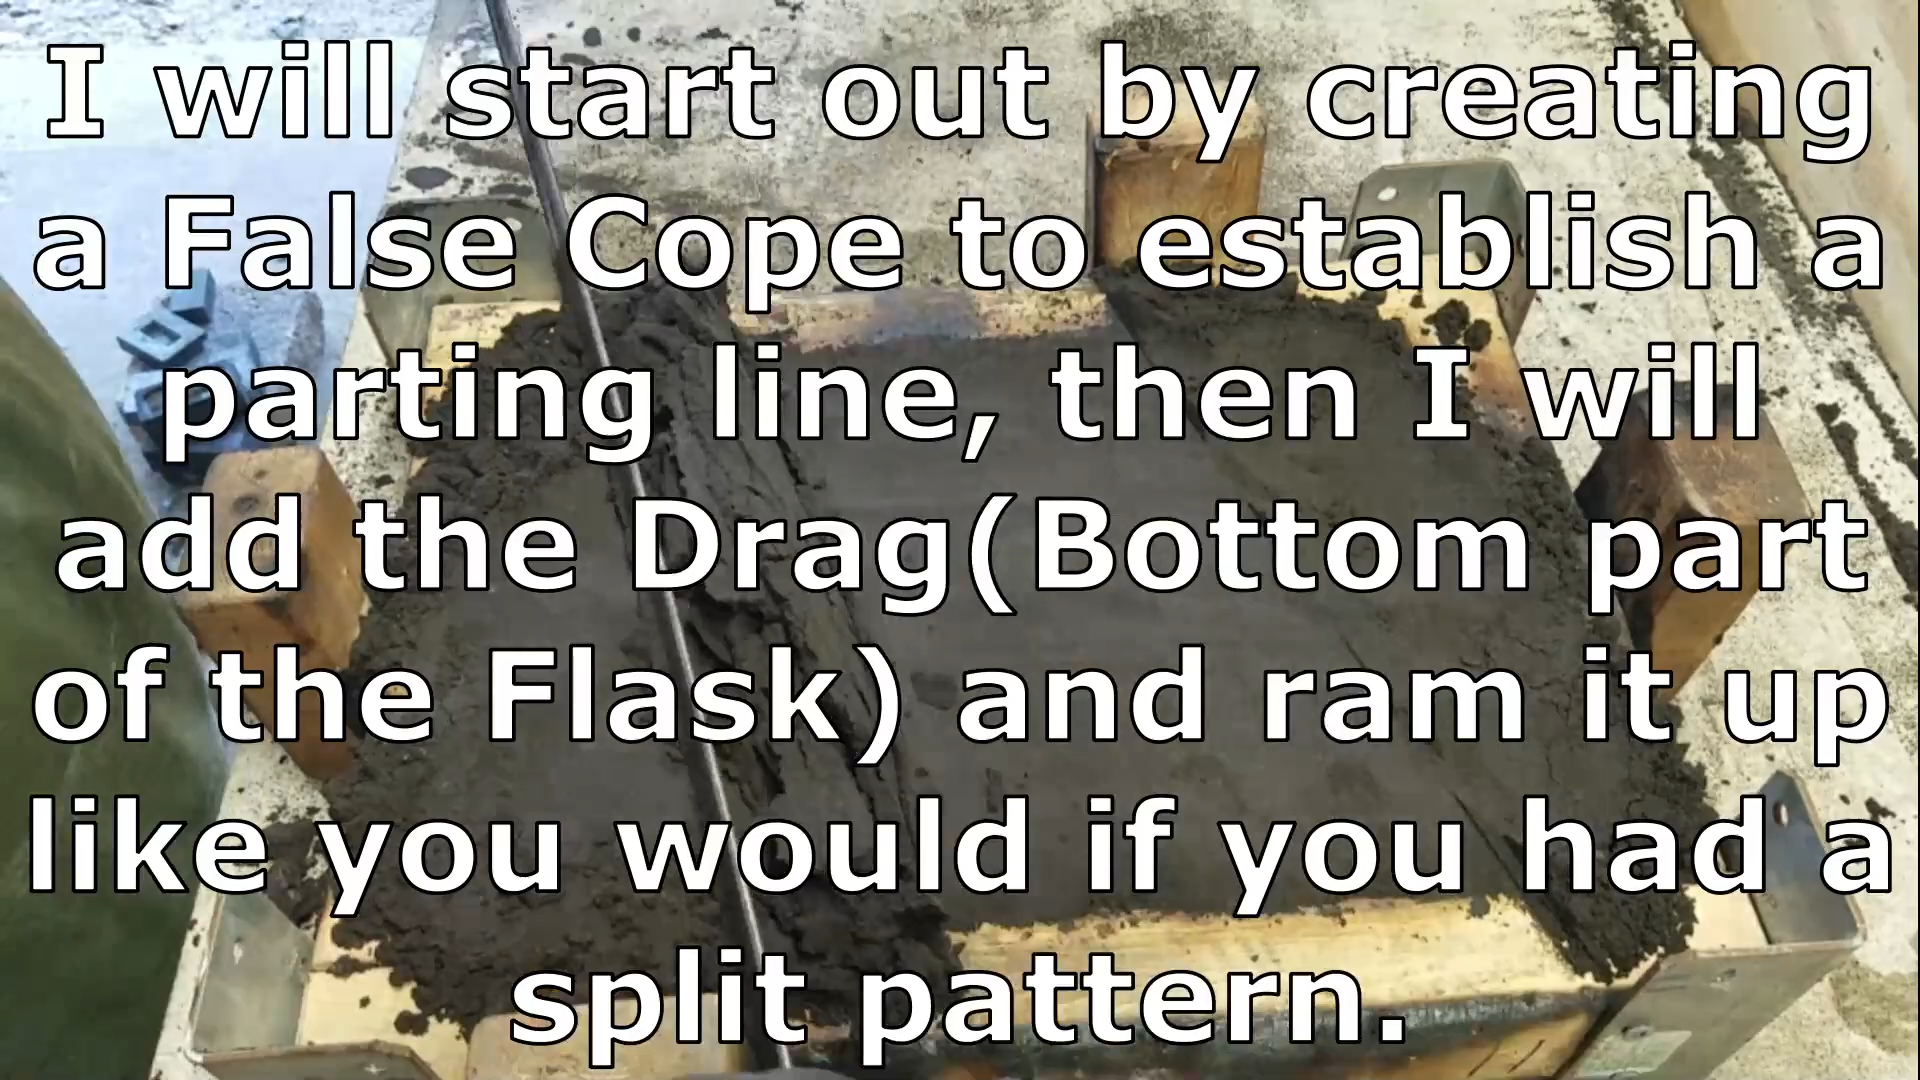 I will start out by creating
a False Cope to establish a
parting line, then I will
add the Drag(Bottom part
of the Flask) and ram it up
like you would if you had a
split pattern.